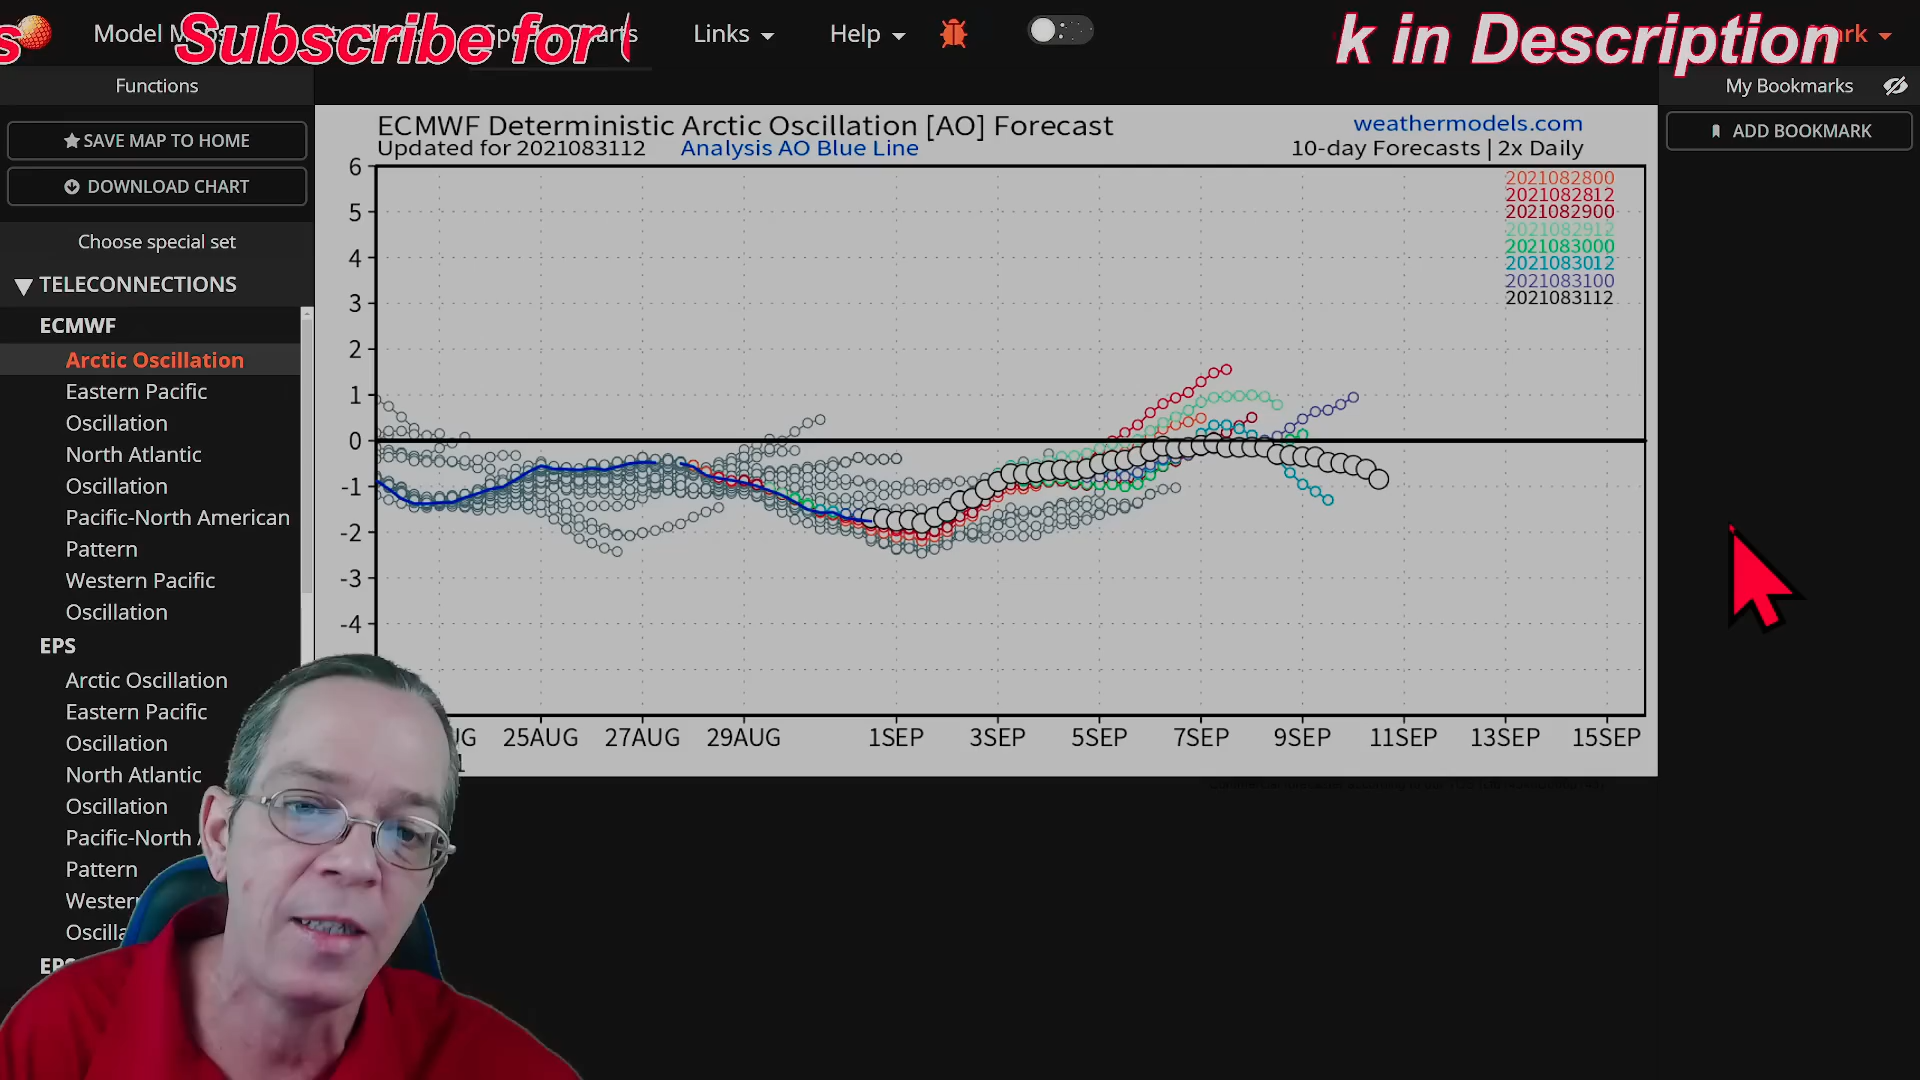 Model
Subscribe for
Links
Help
k in Description
Functions
My Bookmarks
SAVE MAP TO HOME
ADD BOOKMARK
DOWNLOAD CHART
Choose special set
TELECONNECTIONS
ECMWF
Arctic Oscillation
Eastern Pacific
Oscillation
North Atlantic
Oscillation
Pacific-North American
Pattern
Western Pacific
Oscillation
EPS
Arctic Oscillation
Eastern Pacific
Oscillation
North Atlantic
Oscillation
Pacific-North
Pattern
ECMWF Deterministic Arctic Oscillation [AO] Forecast
weathermodels.com
Updated for 2021083112
Analysis AO Blue Line
10-day Forecasts | 2x Daily
2021082800
2021082812
2021082900
2021082912
2021083000
2021083012
2021083100
2021083112
6
5
4
3
2
1
0
-1
-2
-3
-4
25AUG 27AUG 29AUG 1SEP 3SEP 5SEP 7SEP 9SEP 11SEP 13SEP 15SEP